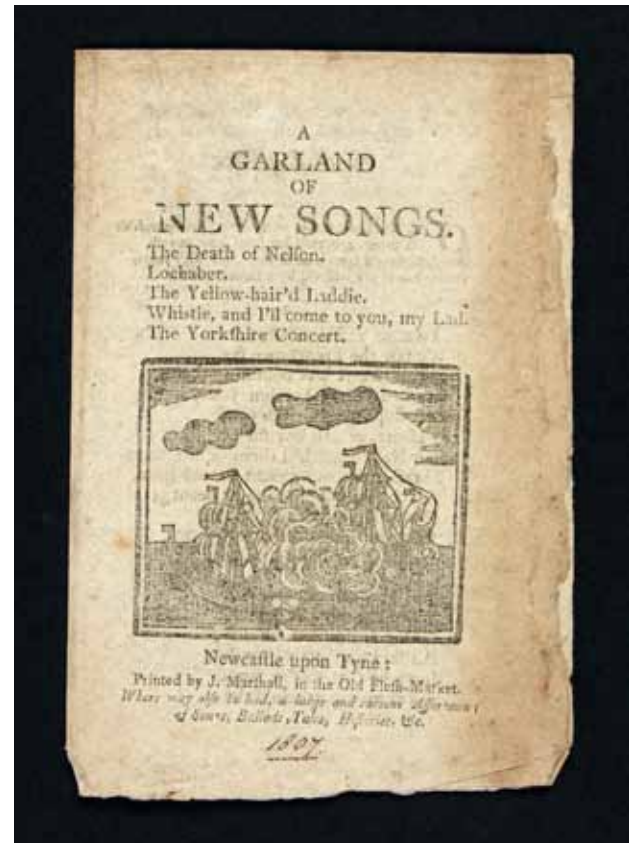 A
GARLAND
OF
NEW SONGS.
The Death of Nelſon.
Lochaber.
The Yellow-hair'd Laddie.
Whiſtle, and I'll come to you, my Lad.
The Yorkſhire Concert.
Newcaſtle upon Tyne:
Printed by J. Marſhall, in the Old Fleſh-Market.
Where may alſo be had, a large and curious Aſſortment
of Songs, Ballads, Tales, Hiſtories, &c.
1807.